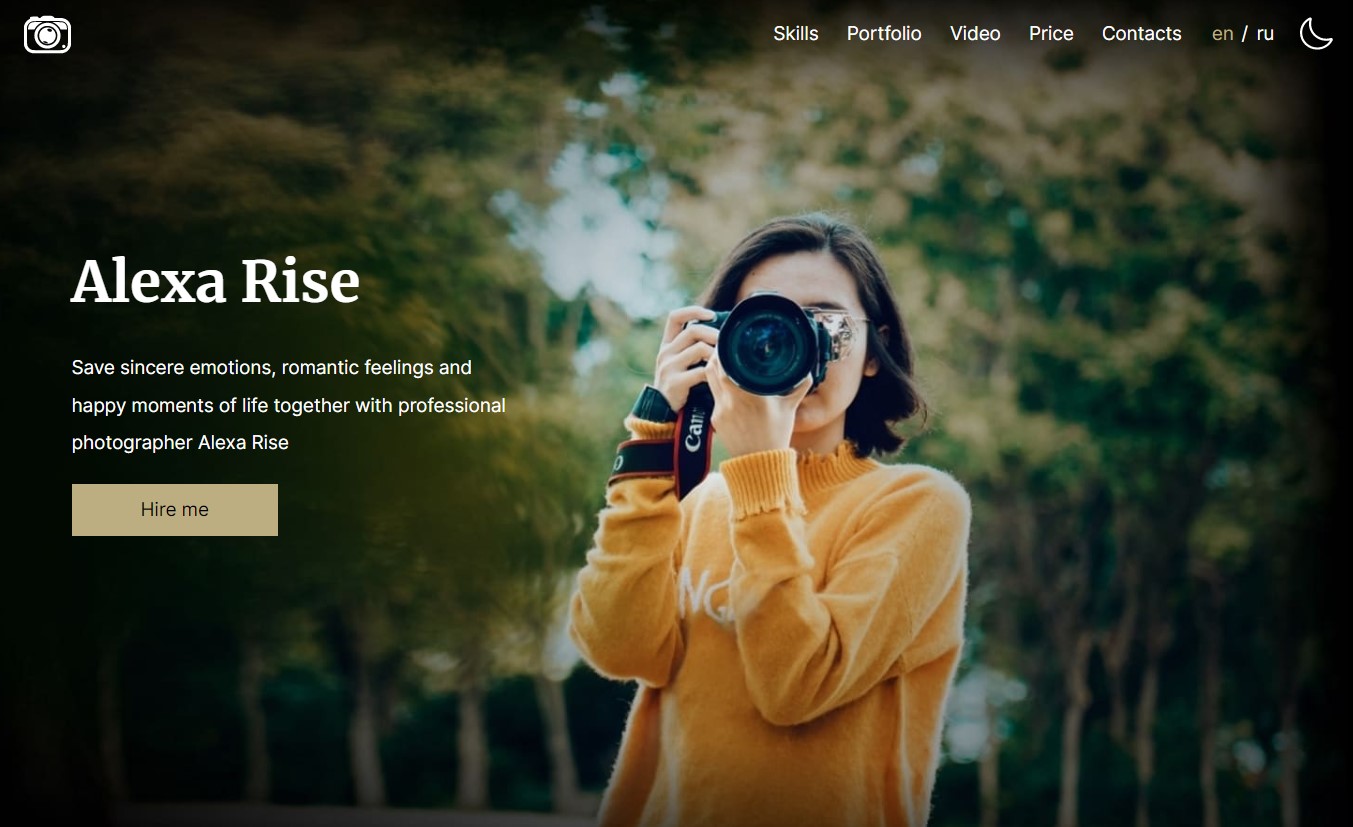 Skills Portfolio Video Price Contacts en / ru
Alexa Rise
Save sincere emotions, romantic feelings and
happy moments of life together with professional
photographer Alexa Rise
Hire me